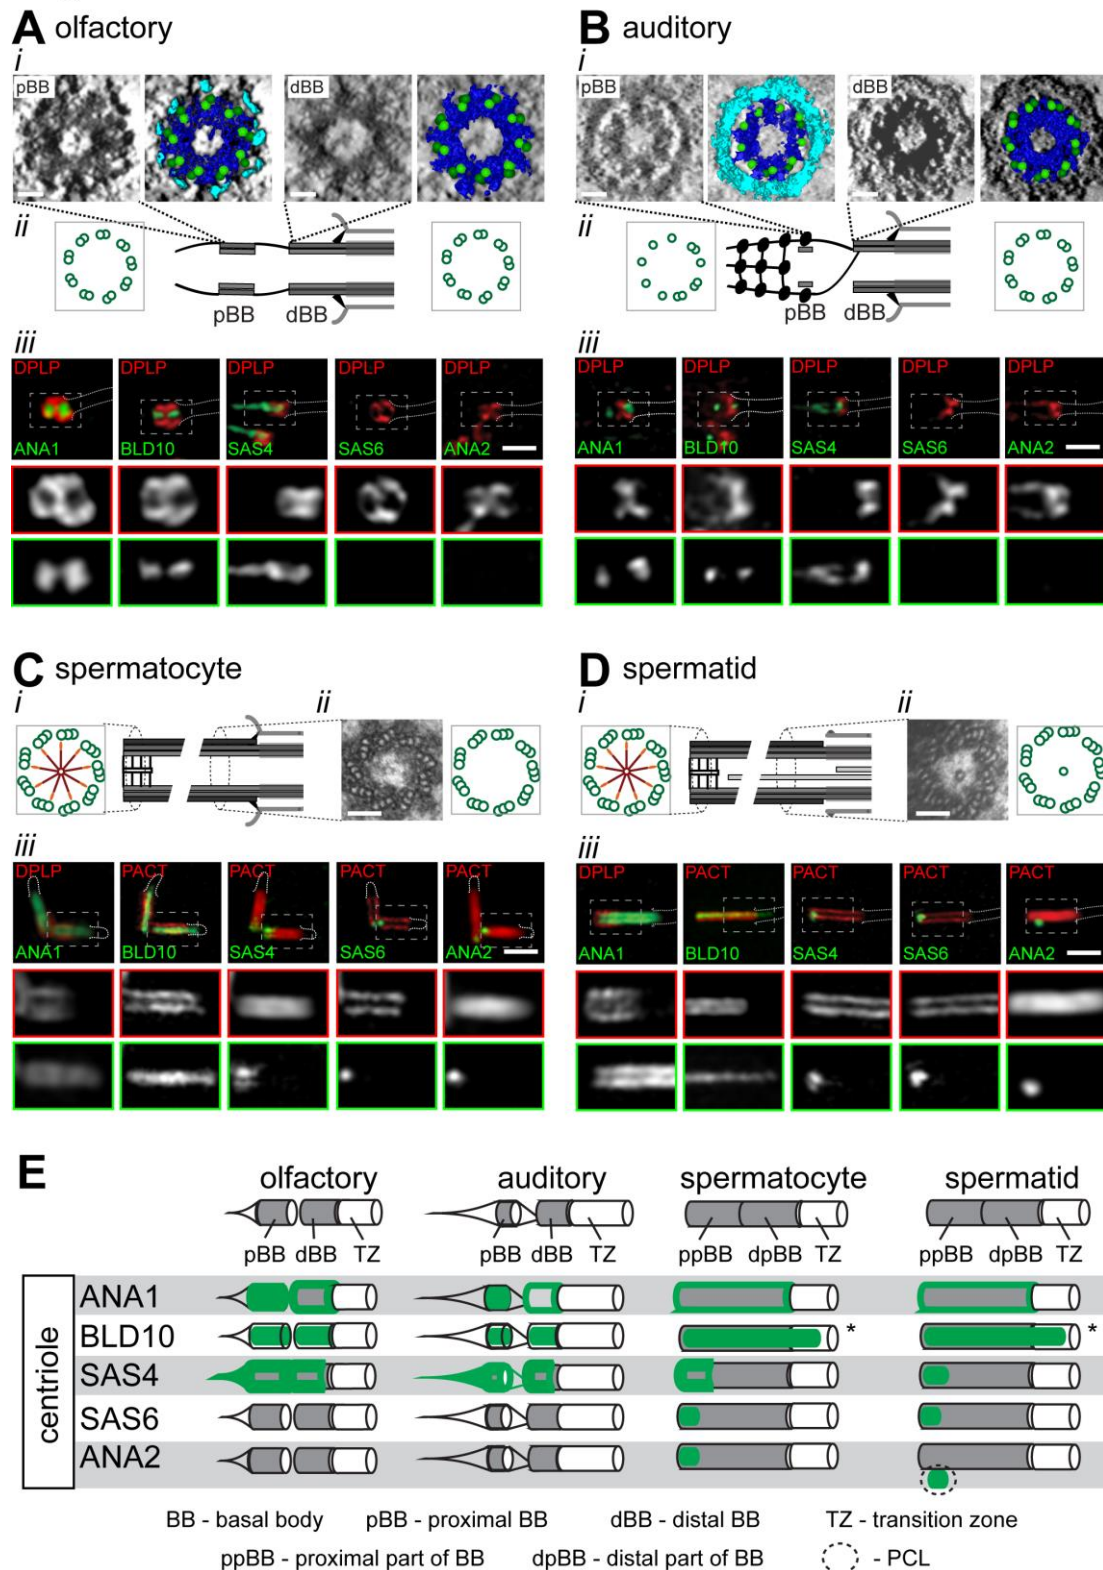 A olfactory
B auditory
i
i
pBB
dBB
pBB
dBB
ii
ii
pBB
dBB
pBB
dBB
iii
iii
DPLP DPLP DPLP DPLP DPLP
DPLP DPLP DPLP DPLP DPLP
ANA1 BLD10 SAS4 SAS6 ANA2
ANA1 BLD10 SAS4 SAS6 ANA2
C spermatocyte
D spermatid
i
ii
i
ii
iii
iii
DPLP PACT PACT PACT PACT
DPLP PACT PACT PACT PACT
ANA1 BLD10 SAS4 SAS6 ANA2
ANA1 BLD10 SAS4 SAS6 ANA2
E
olfactory auditory spermatocyte spermatid
pBB dBB TZ pBB dBB TZ ppBB dpBB TZ ppBB dpBB TZ
centriole
ANA1
BLD10 * *
SAS4
SAS6
ANA2
BB - basal body pBB - proximal BB dBB - distal BB TZ - transition zone
ppBB - proximal part of BB dpBB - distal part of BB - PCL